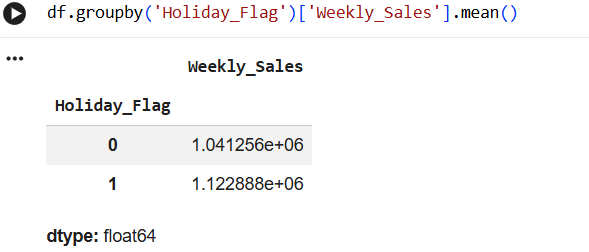 df.groupby('Holiday_Flag')['Weekly_Sales'].mean()
Weekly_Sales
Holiday_Flag
0 1.041256e+06
1 1.122888e+06
dtype: float64